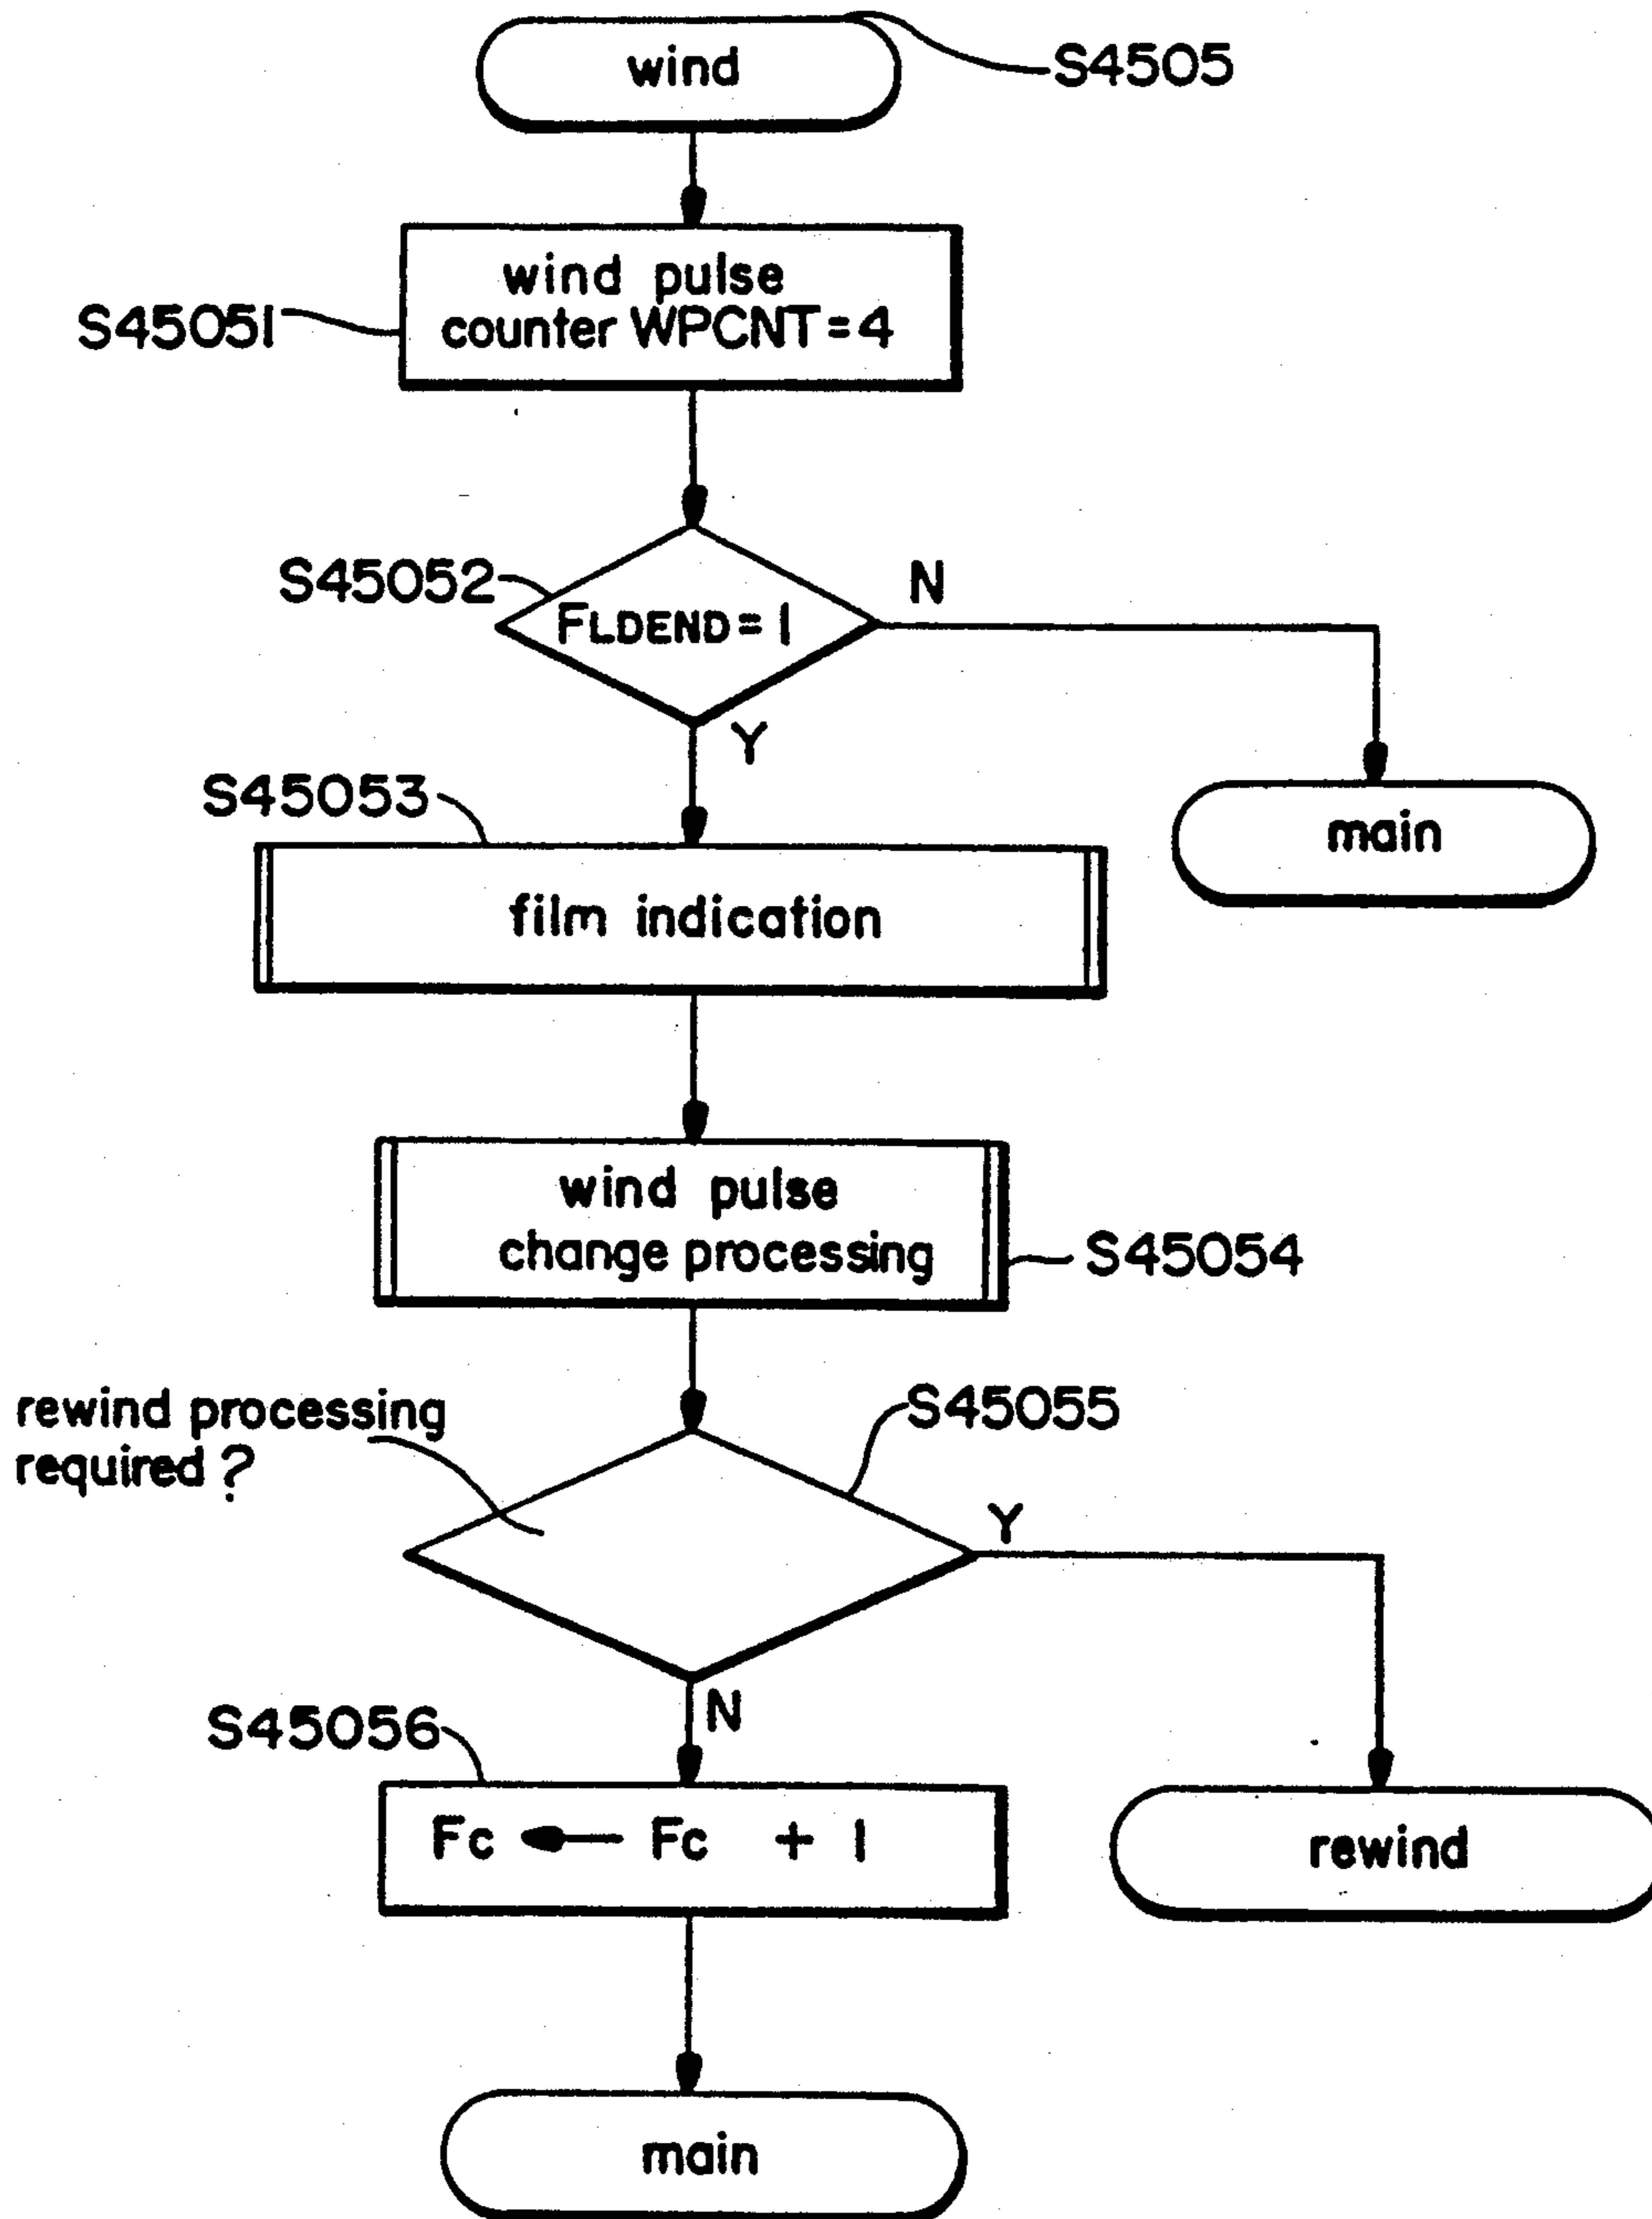 wind
S4505
wind pulse
counter WPCNT=4
S45051
S45052
FLDEND=1
N
Y
main
S45053
film indication
wind pulse
change processing
S45054
rewind processing
required?
S45055
Y
N
S45056
Fc ← Fc + 1
rewind
main